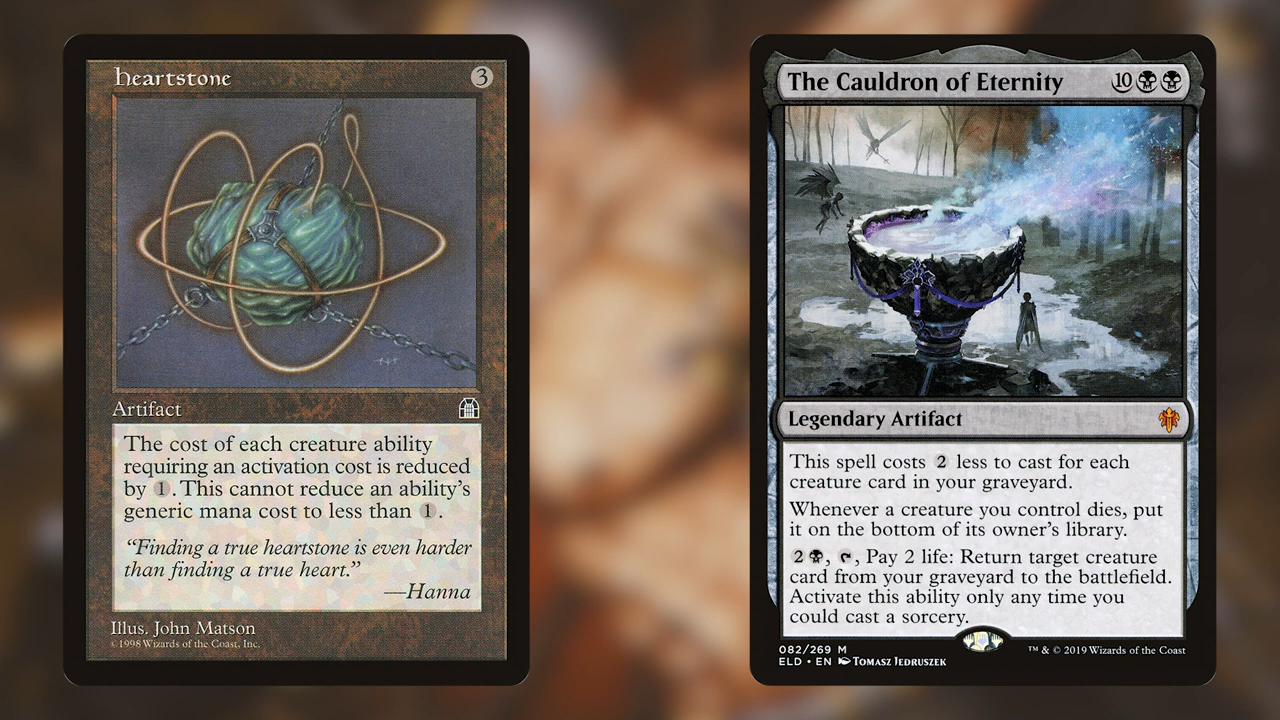 heartstone 3
Artifact
The cost of each creature ability
requiring an activation cost is reduced
by 1. This cannot reduce an ability's
generic mana cost to less than 1.
“Finding a true heartstone is even harder
than finding a true heart.”
—Hanna
Illus. John Matson
©1998 Wizards of the Coast, Inc.
The Cauldron of Eternity 10
Legendary Artifact
This spell costs 2 less to cast for each
creature card in your graveyard.
Whenever a creature you control dies, put
it on the bottom of its owner's library.
2, , Pay 2 life: Return target creature
card from your graveyard to the battlefield.
Activate this ability only any time you
could cast a sorcery.
082/269 M
ELD • EN Tomasz Jedruszek
™ & © 2019 Wizards of the Coast